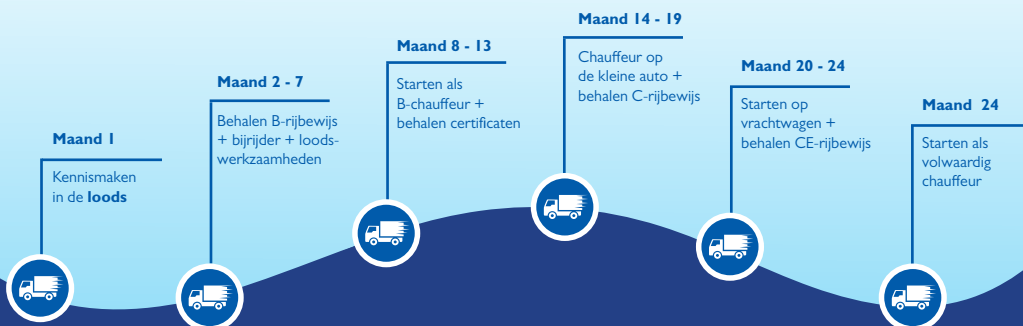 Maand 1
Kennismaken
in de loods
Maand 2 - 7
Behalen B-rijbewijs
+ bijrijder + loods-
werkzaamheden
Maand 8 - 13
Starten als
B-chauffeur +
behalen certificaten
Maand 14 - 19
Chauffeur op
de kleine auto +
behalen C-rijbewijs
Maand 20 - 24
Starten op
vrachtwagen +
behalen CE-rijbewijs
Maand 24
Starten als
volwaardig
chauffeur